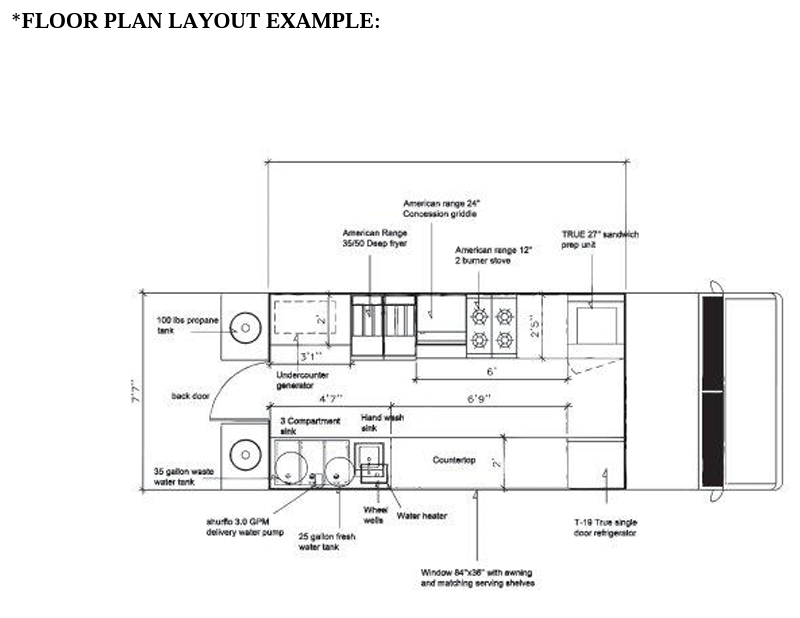 *FLOOR PLAN LAYOUT EXAMPLE:
American range 24"
Concession griddle
American Range
35/50 Deep fryer
TRUE 27" sandwich
prep unit
American range 12"
2 burner stove
100 lbs propane
tank
2'
2'5"
3'1"
Undercounter
generator
6'
7'7"
back door
4'7"
6'9"
3 Compartment
sink
Hand wash
sink
Countertop
2'
35 gallon waste
water tank
shurflo 3.0 GPM
delivery water pump
25 gallon fresh
water tank
Wheel
wells
Water heater
T-19 True single
door refrigerator
Window 84"x36" with awning
and matching serving shelves